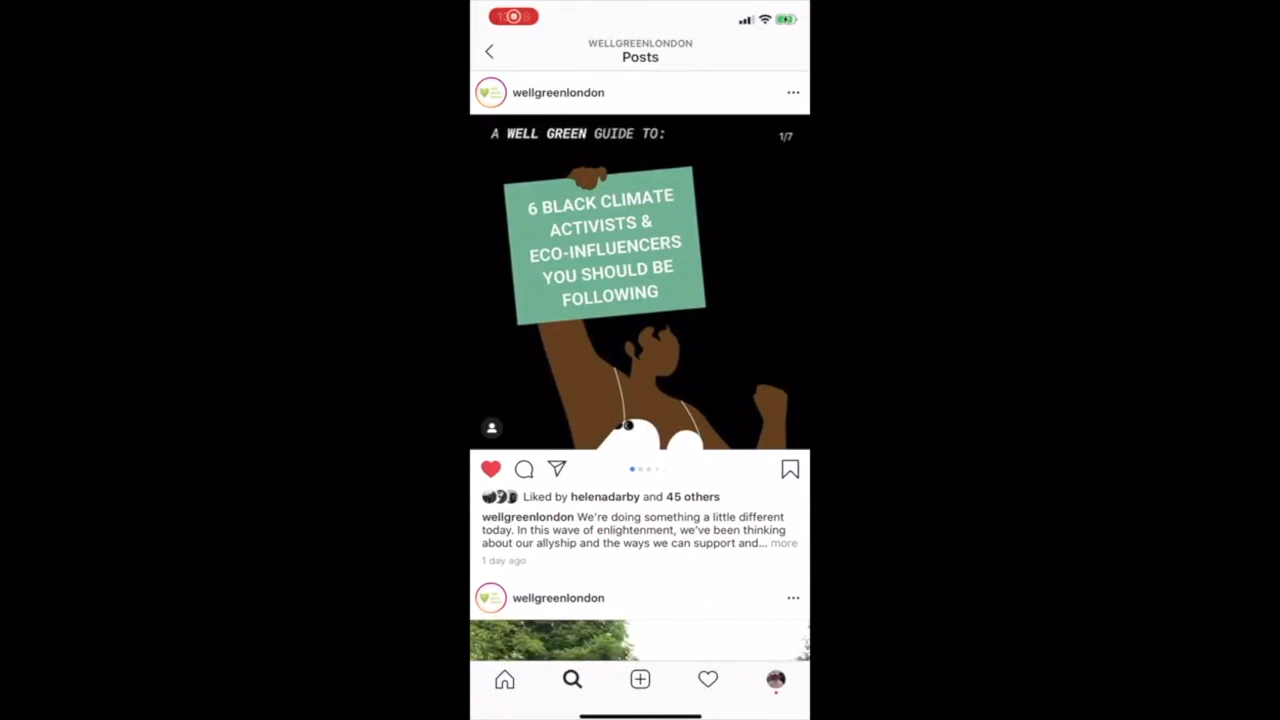 WELLGREENLONDON
Posts
wellgreenlondon
A WELL GREEN GUIDE TO:
1/7
6 BLACK CLIMATE
ACTIVISTS &
ECO-INFLUENCERS
YOU SHOULD BE
FOLLOWING
Liked by helenadarby and 45 others
wellgreenlondon We're doing something a little different
today. In this wave of enlightenment, we've been thinking
about our allyship and the ways we can support and... more
1 day ago
wellgreenlondon